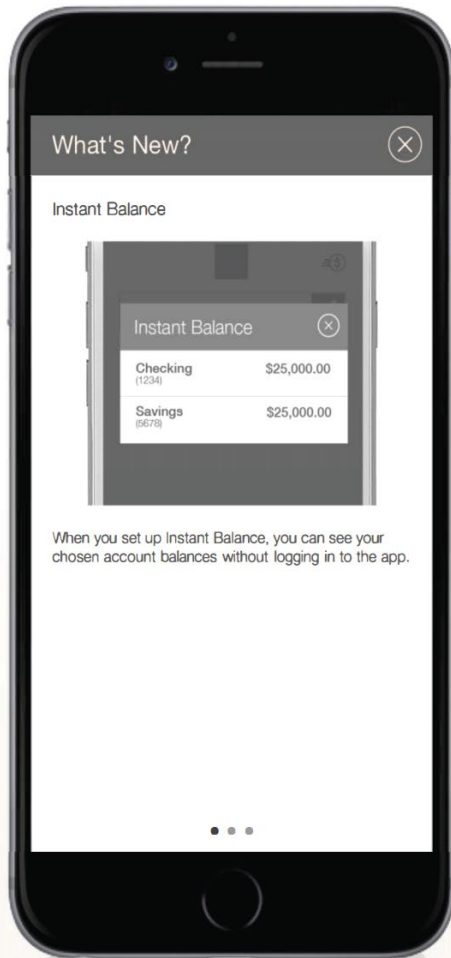 What's New?
Instant Balance
Instant Balance
Checking $25,000.00
(1234)
Savings $25,000.00
(5678)
When you set up Instant Balance, you can see your
chosen account balances without logging in to the app.